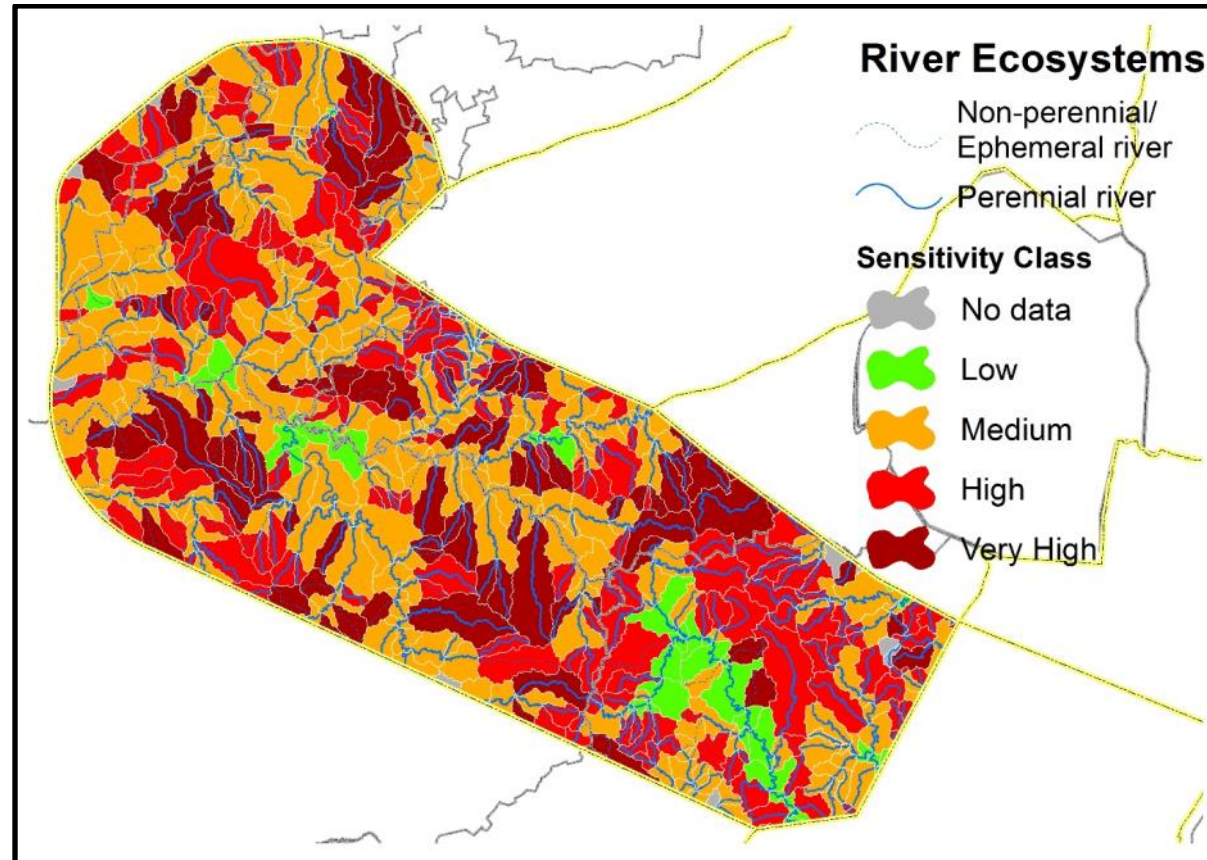 River Ecosystems
Non-perennial/
Ephemeral river
Perennial river
Sensitivity Class
No data
Low
Medium
High
Very High